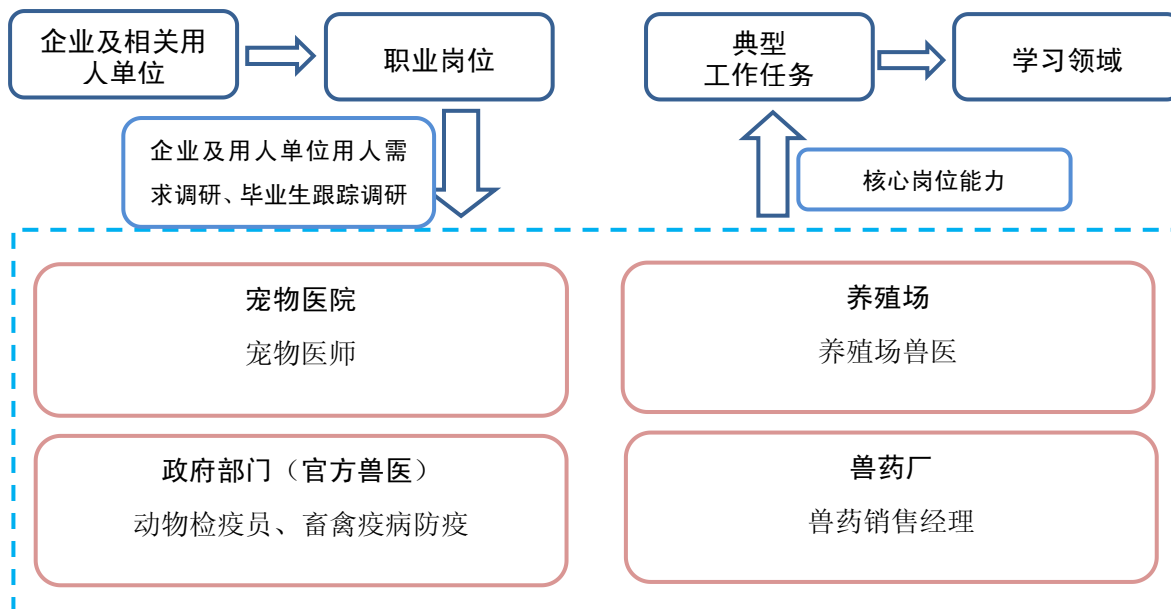 企业及相关用
人单位
职业岗位
典型
工作任务
学习领域
企业及用人单位用人需
求调研、毕业生跟踪调研
核心岗位能力
宠物医院
宠物医师
养殖场
养殖场兽医
政府部门（官方兽医）
动物检疫员、畜禽疫病防疫
兽药厂
兽药销售经理